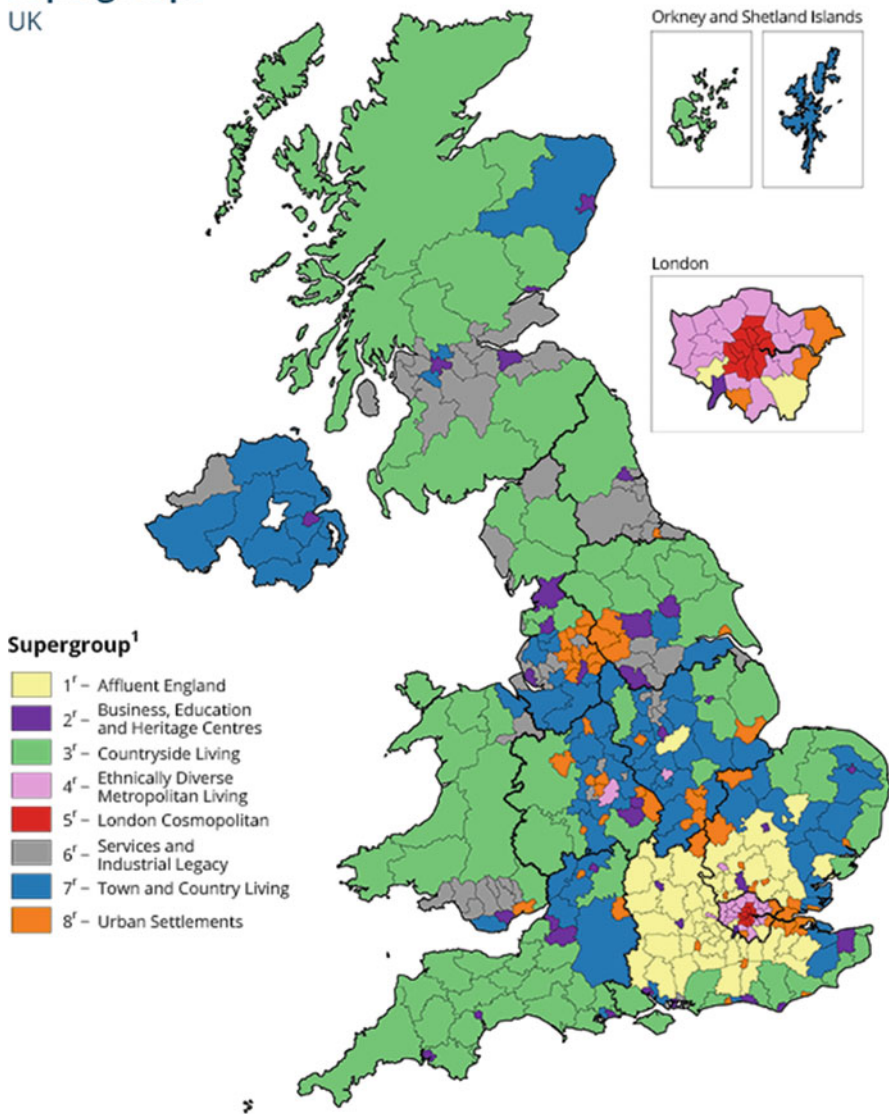 UK
Orkney and Shetland Islands
London
Supergroup1
1r – Affluent England
2r – Business, Education
and Heritage Centres
3r – Countryside Living
4r – Ethnically Diverse
Metropolitan Living
5r – London Cosmopolitan
6r – Services and
Industrial Legacy
7r – Town and Country Living
8r – Urban Settlements